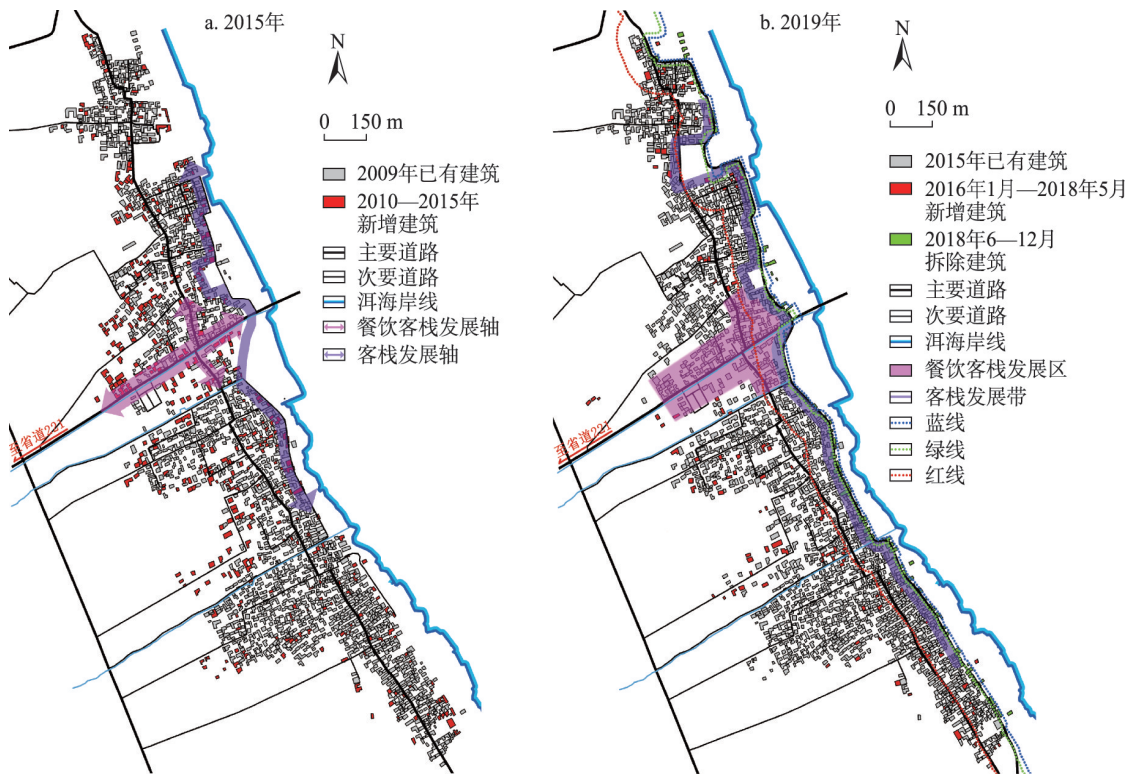 a. 2015年
N
0 150 m
2009年已有建筑
2010—2015年
新增建筑
主要道路
次要道路
洱海岸线
餐饮客栈发展轴
客栈发展轴
至省道221
b. 2019年
N
0 150 m
2015年已有建筑
2016年1月—2018年5月
新增建筑
2018年6—12月
拆除建筑
主要道路
次要道路
洱海岸线
餐饮客栈发展区
客栈发展带
蓝线
绿线
红线
至省道221